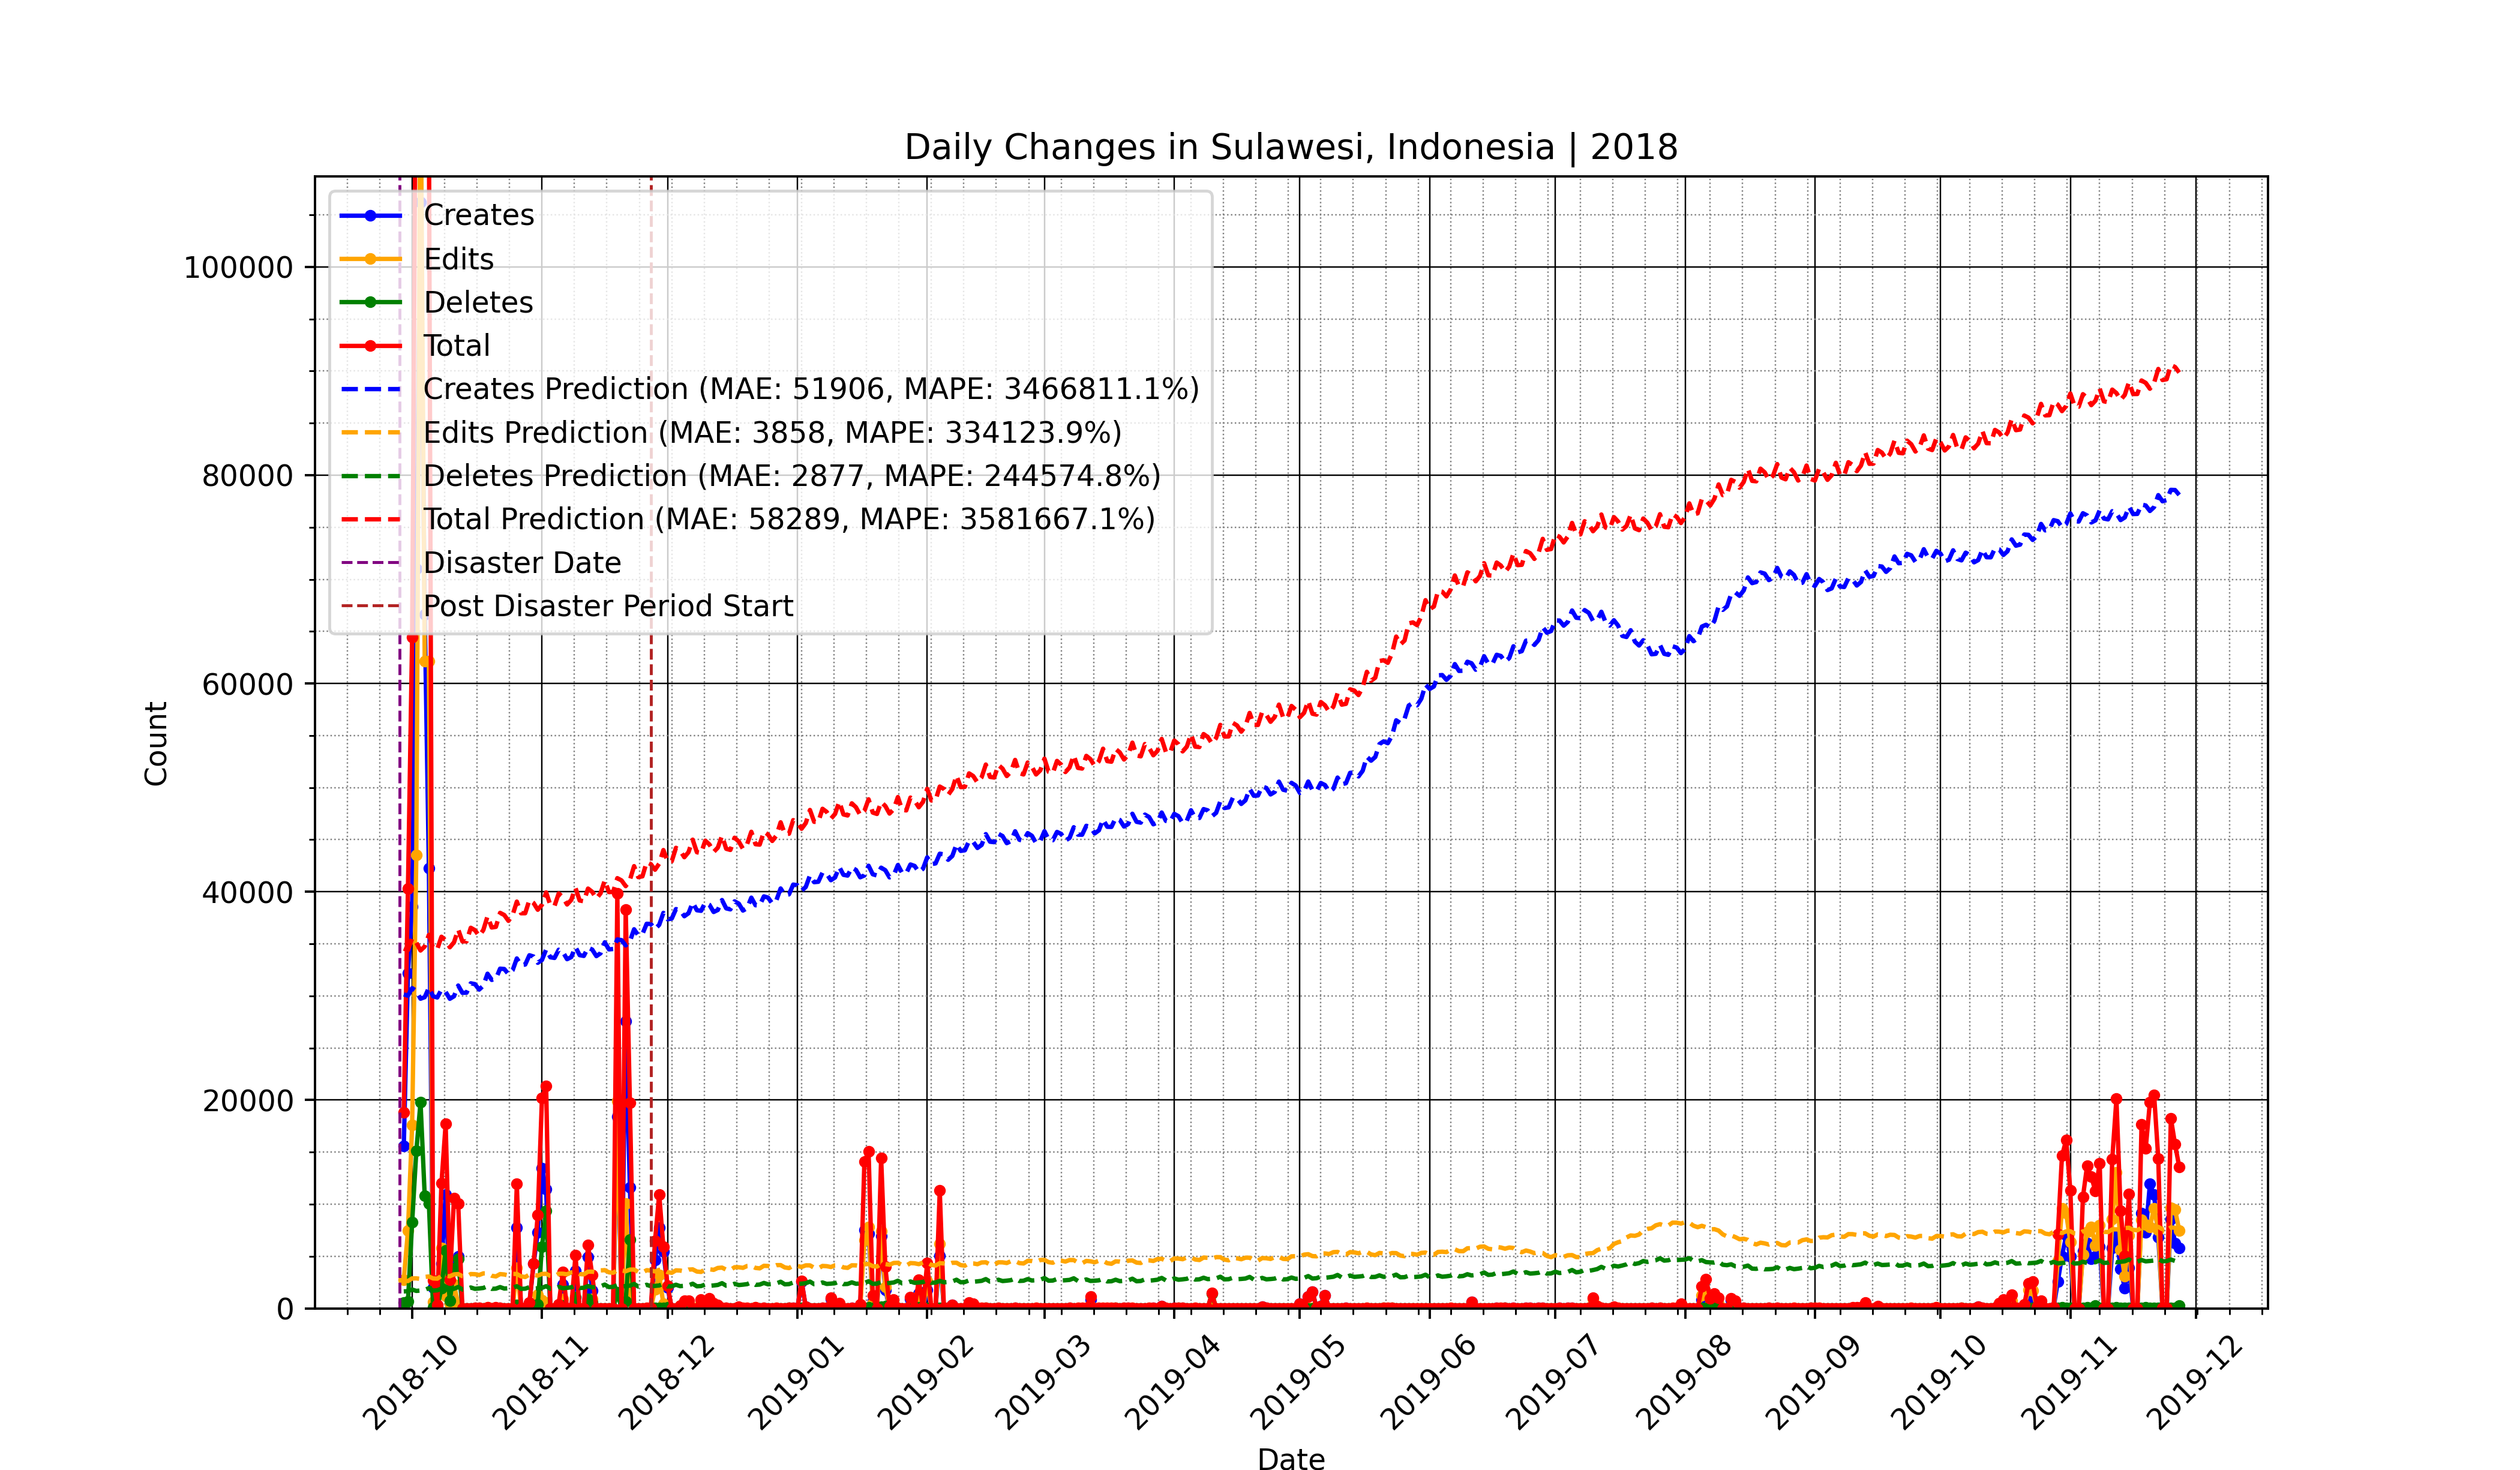 Daily Changes in Sulawesi, Indonesia | 2018
Creates
Edits
Deletes
Total
Creates Prediction (MAE: 51906, MAPE: 3466811.1%)
Edits Prediction (MAE: 3858, MAPE: 334123.9%)
Deletes Prediction (MAE: 2877, MAPE: 244574.8%)
Total Prediction (MAE: 58289, MAPE: 3581667.1%)
Disaster Date
Post Disaster Period Start
100000
80000
60000
40000
20000
0
Count
2018-10
2018-11
2018-12
2019-01
2019-02
2019-03
2019-04
2019-05
2019-06
2019-07
2019-08
2019-09
2019-10
2019-11
2019-12
Date